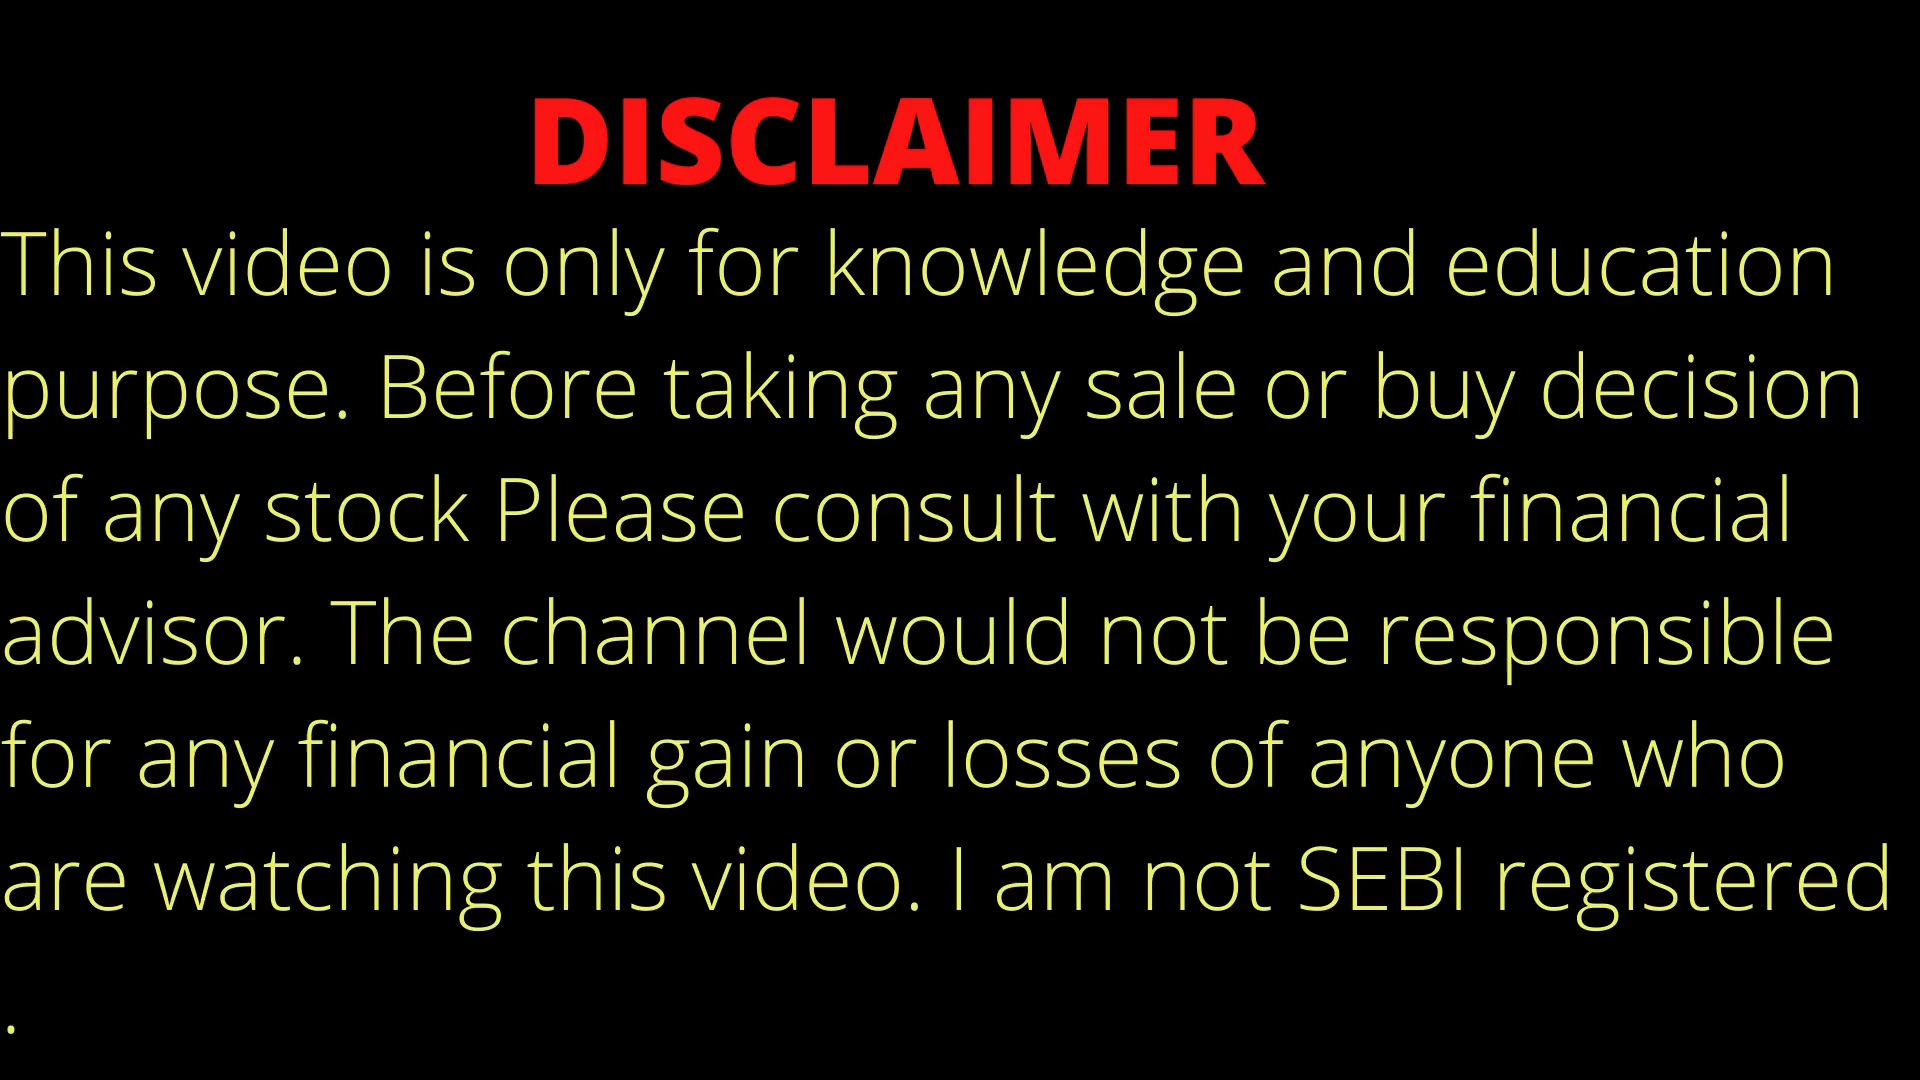 DISCLAIMER
This video is only for knowledge and education
purpose. Before taking any sale or buy decision
of any stock Please consult with your financial
advisor. The channel would not be responsible
for any financial gain or losses of anyone who
are watching this video. I am not SEBI registered
.